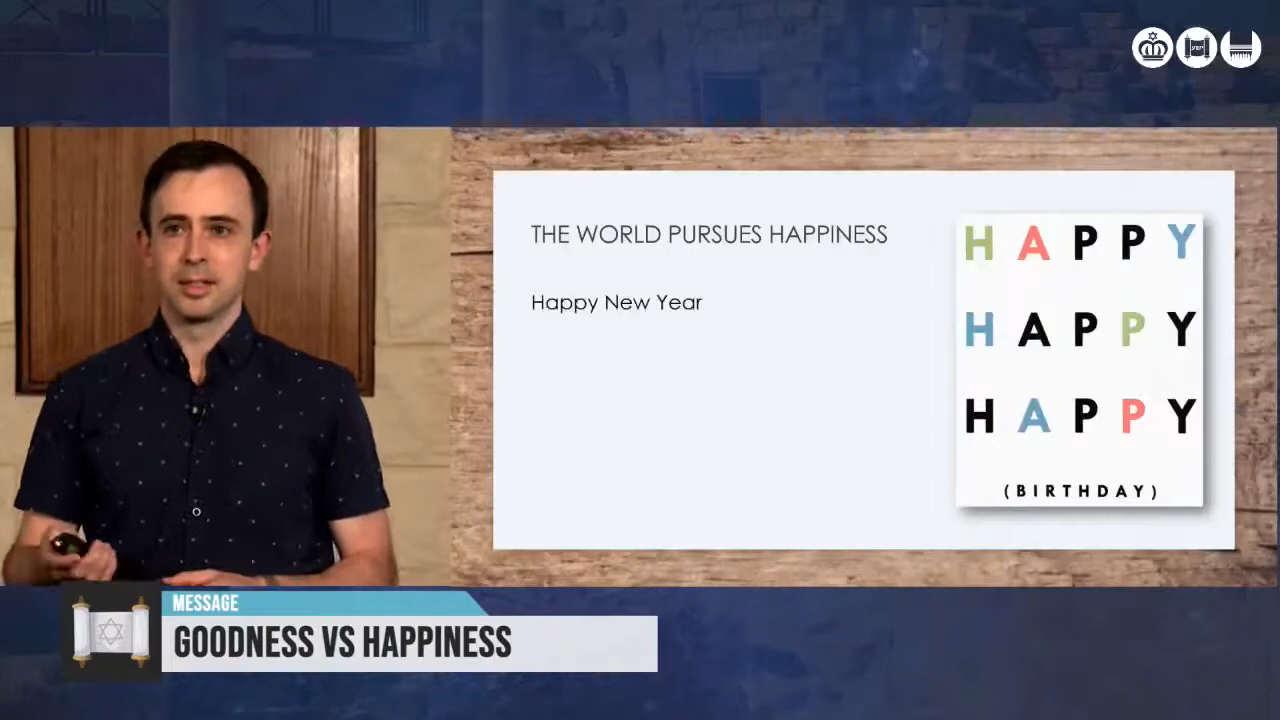 THE WORLD PURSUES HAPPINESS
Happy New Year
HAPPY
HAPPY
HAPPY
(BIRTHDAY)
MESSAGE
GOODNESS VS HAPPINESS